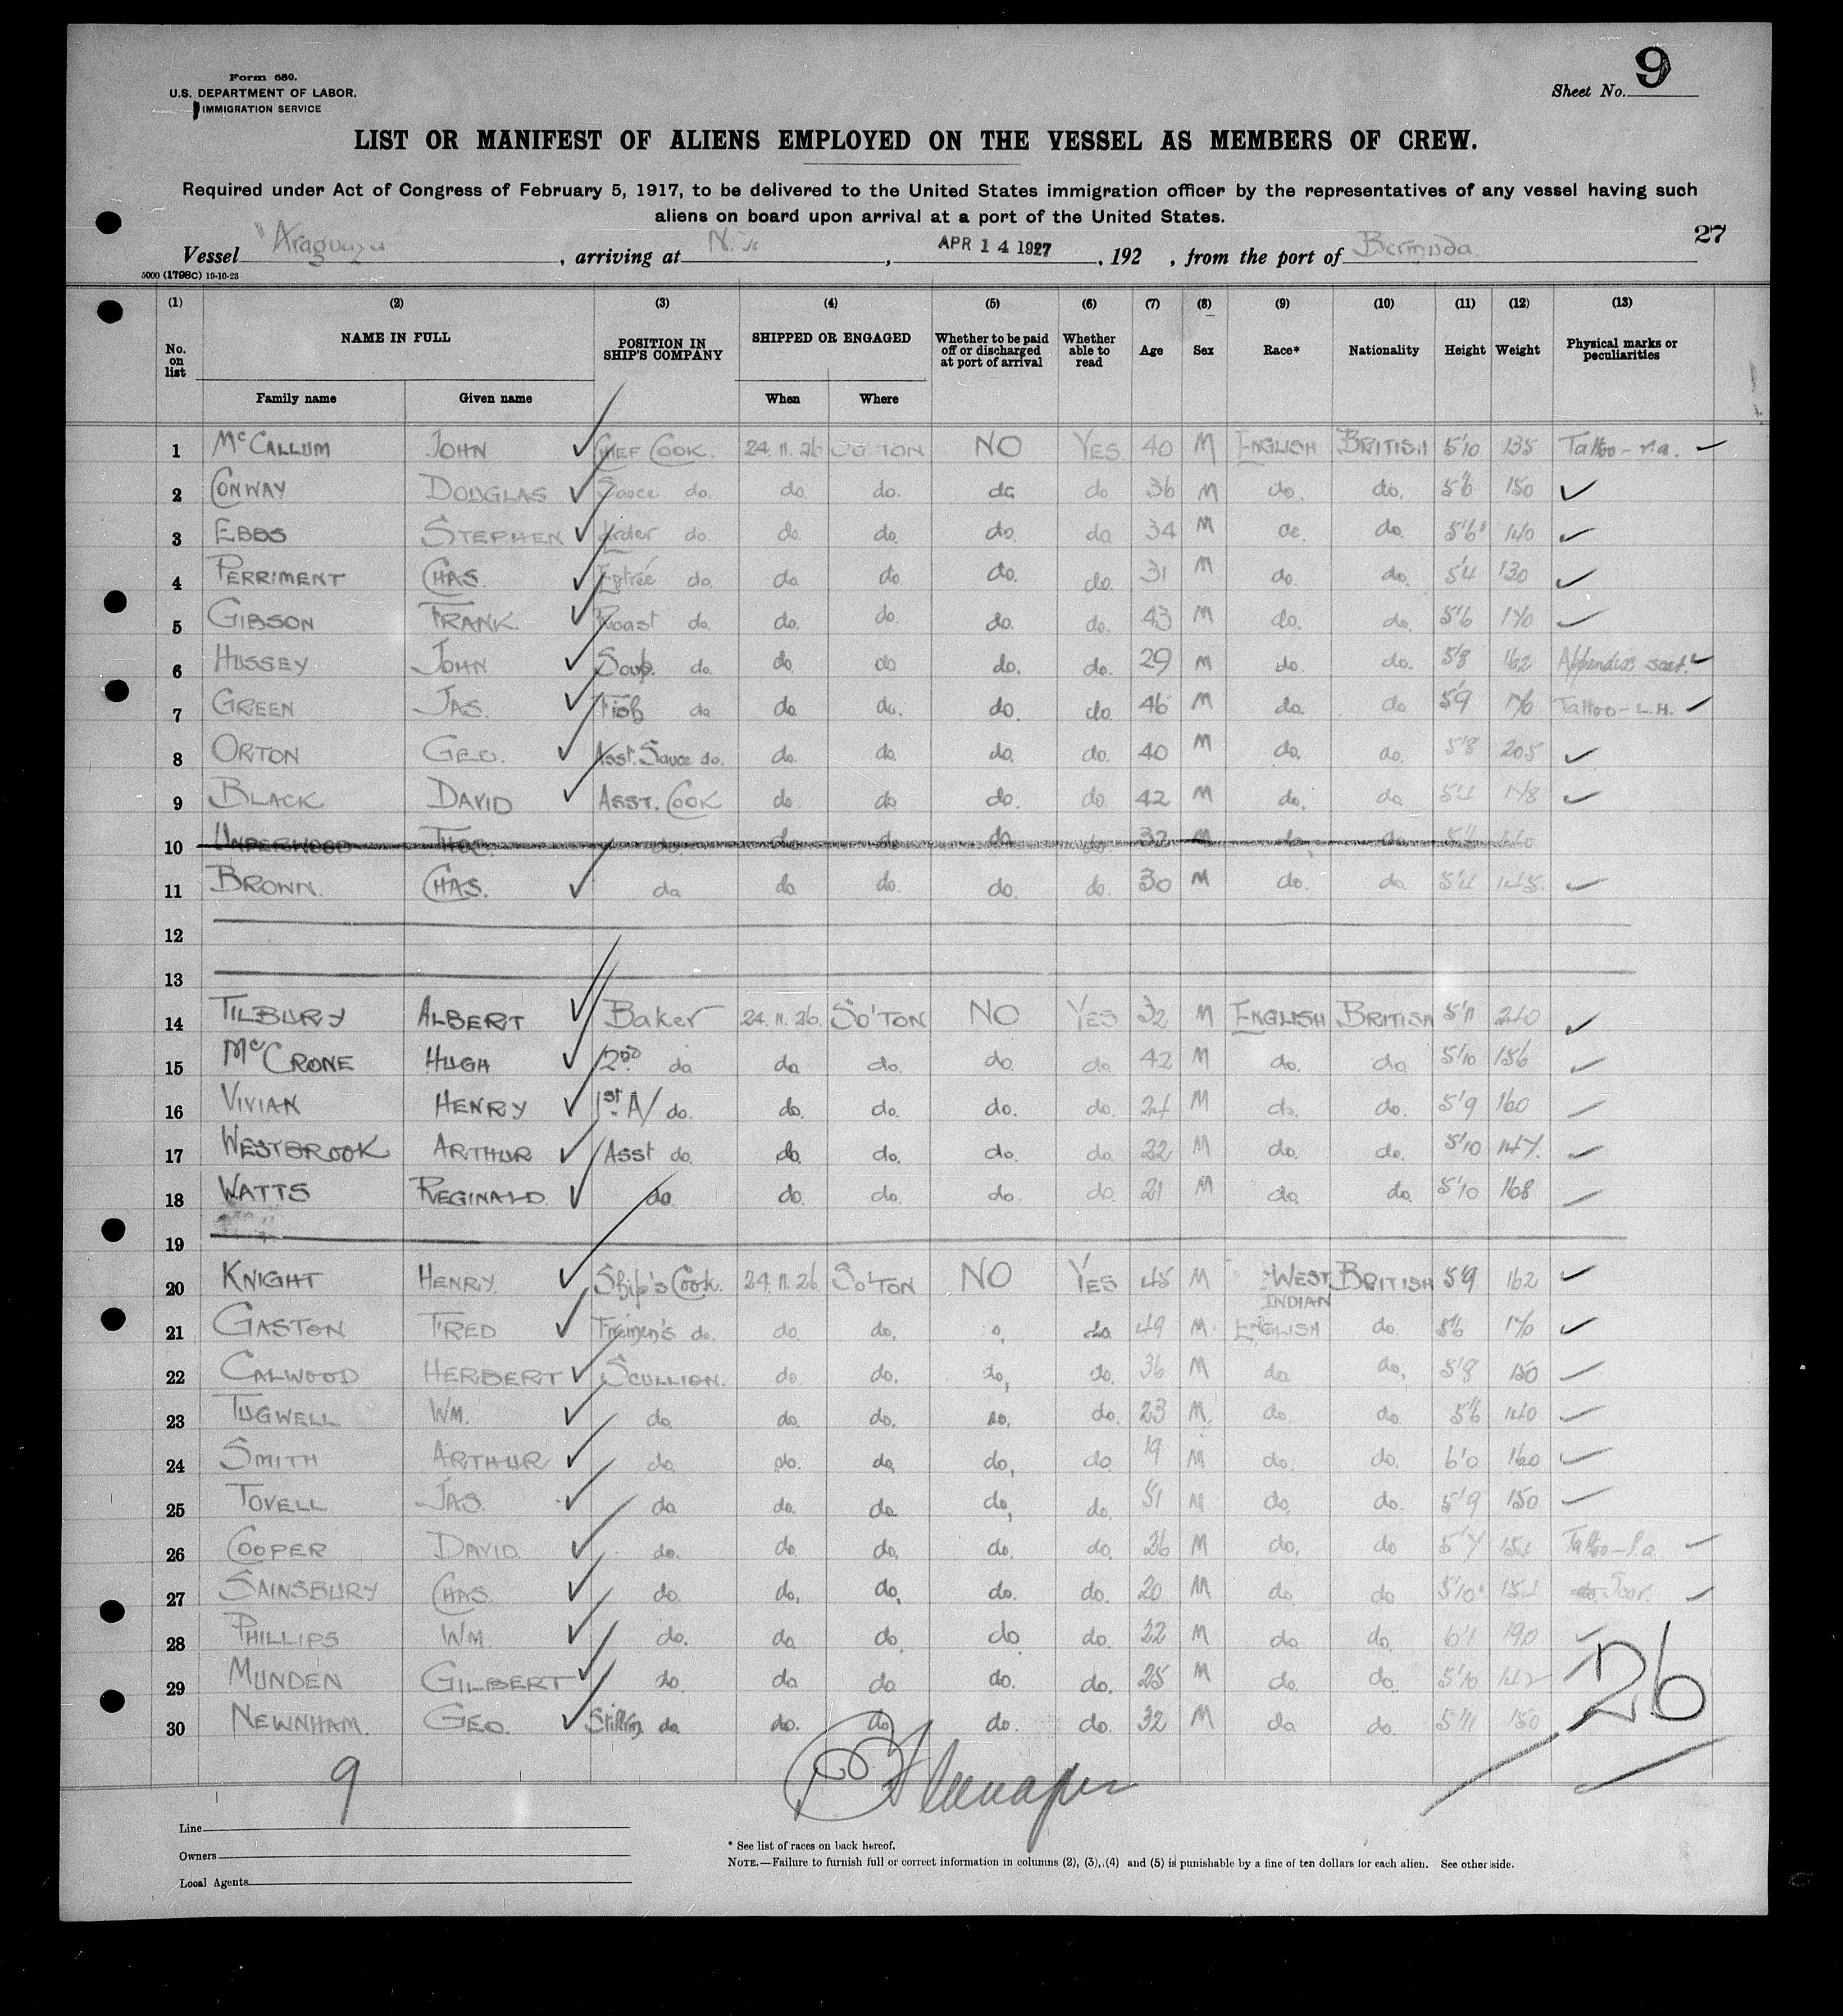 Form 680.
U.S. DEPARTMENT OF LABOR.
IMMIGRATION SERVICE
Sheet No. 9
LIST OR MANIFEST OF ALIENS EMPLOYED ON THE VESSEL AS MEMBERS OF CREW.
Required under Act of Congress of February 5, 1917, to be delivered to the United States immigration officer by the representatives of any vessel having such
aliens on board upon arrival at a port of the United States.
27
Vessel "Araguaya , arriving at N.Y. , APR 14 1927 , 192 , from the port of Bermuda
5000 (1798C) 19-10-23
(1) (2) (3) (4) (5) (6) (7) (8) (9) (10) (11) (12) (13)
No. on list NAME IN FULL POSITION IN SHIP'S COMPANY SHIPPED OR ENGAGED Whether to be paid off or discharged at port of arrival Whether able to read Age Sex Race* Nationality Height Weight Physical marks or peculiarities
Family name Given name When Where
1 McCALLUM JOHN CHIEF COOK. 24.11.26 SO'TON NO YES 40 M ENGLISH BRITISH 5'10 135 Tattoo - r.a.
2 CONWAY DOUGLAS Sauce do. do. do. do do 36 M do. do. 5'6 150
3 EBBS STEPHEN Larder do. do. do. do. do 34 M do. do. 5'6 140
4 PERRIMENT CHAS. Entrée do. do. do. do. do. 31 M do. do. 5'4 130
5 GIBSON FRANK. Roast do. do. do. do. do. 43 M do. do. 5'6 170
6 HUSSEY JOHN Soup. do. do. do do. do. 29 M do. do. 5'8 162 Appendics scar.
7 GREEN JAS. Fish do do. do. do. do. 46 M do. do 5'9 176 Tattoo - L.H.
8 ORTON GEO. Asst. Sauce do. do. do. do. do. 40 M do. do. 5'8 205
9 BLACK DAVID ASST. COOK do. do do. do. 42 M do. do 5'4 178
10 UNDERWOOD THOS. do. do. do. do do 32 M do do
11 BROWN. CHAS. do do. do. do. do. 30 M do. do. 5'4 145
12
13
14 TILBURY ALBERT Baker 24.11.26. SO'TON NO YES 32 M ENGLISH BRITISH 5'11 240
15 McCRONE HUGH 2ND do do do. do. do 42 M do. do. 5'10 156
16 VIVIAN HENRY 1st A/ do. do. do. do. do. 24 M do. do. 5'9 160
17 WESTBROOK ARTHUR Asst do. do. do. do. do. 22 M do. do. 5'10 147.
18 WATTS REGINALD. do. do. do. do. do. 21 M do do. 5'10 168
19
20 KNIGHT HENRY. Ship's Cook. 24.11.26 SO'TON NO YES 45 M WEST INDIAN BRITISH 5'9 162
21 GASTON FRED Firemen's do. do. do. do. 49 M. ENGLISH do. 5'6 170
22 CALWOOD HERBERT SCULLION. do. do. do, do. 36 M do do, 5'8 150
23 TUGWELL WM. do. do. do. do. do. 23 M. do. do. 5'6 140
24 SMITH ARTHUR do do. do do, do 19 M do. do. 6'0 160
25 TOVELL JAS. do do. do do, do. 51 M do. do. 5'9 150
26 COOPER DAVID do. do. do. do. do. 26 M do. do 5'7 154 Tattoo - l.a.
27 SAINSBURY CHAS. do. do. do, do. do. 20 M do do 5'10 154 Scar.
28 PHILLIPS WM. do. do do. do do. 22 M do do. 6'1 190
29 MUNDEN GILBERT do. do do do. do. 25 M do. do. 5'10 142
30 NEWNHAM. GEO. do. do. do do. do. 32 M do do. 5'11 150
26
9
Line
Owners
Local Agents
* See list of races on back hereof.
NOTE.—Failure to furnish full or correct information in columns (2), (3), (4) and (5) is punishable by a fine of ten dollars for each alien. See other side.